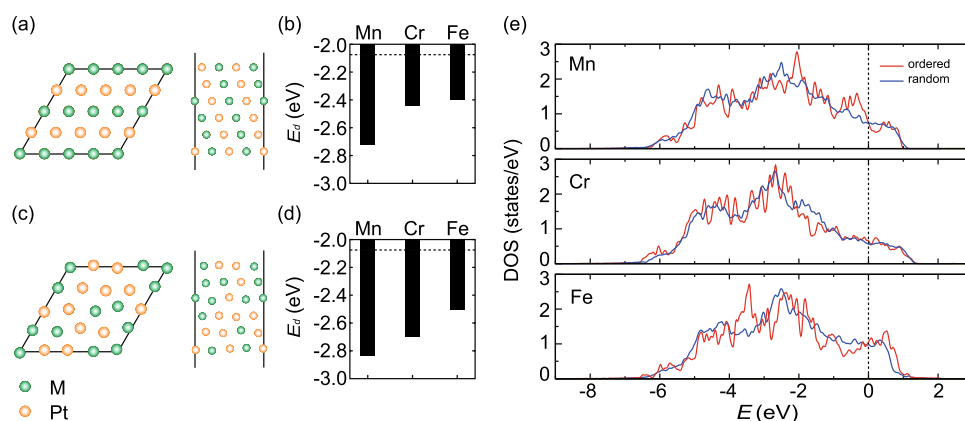 (a)
(b)
Mn Cr Fe
-2.0
-2.2
-2.4
-2.6
-2.8
-3.0
E_d (eV)
(c)
M
Pt
(d)
Mn Cr Fe
-2.0
-2.2
-2.4
-2.6
-2.8
-3.0
E_d (eV)
(e)
ordered
random
Mn
3
2
1
0
Cr
3
2
1
0
Fe
3
2
1
0
DOS (states/eV)
-8 -6 -4 -2 0 2
E (eV)